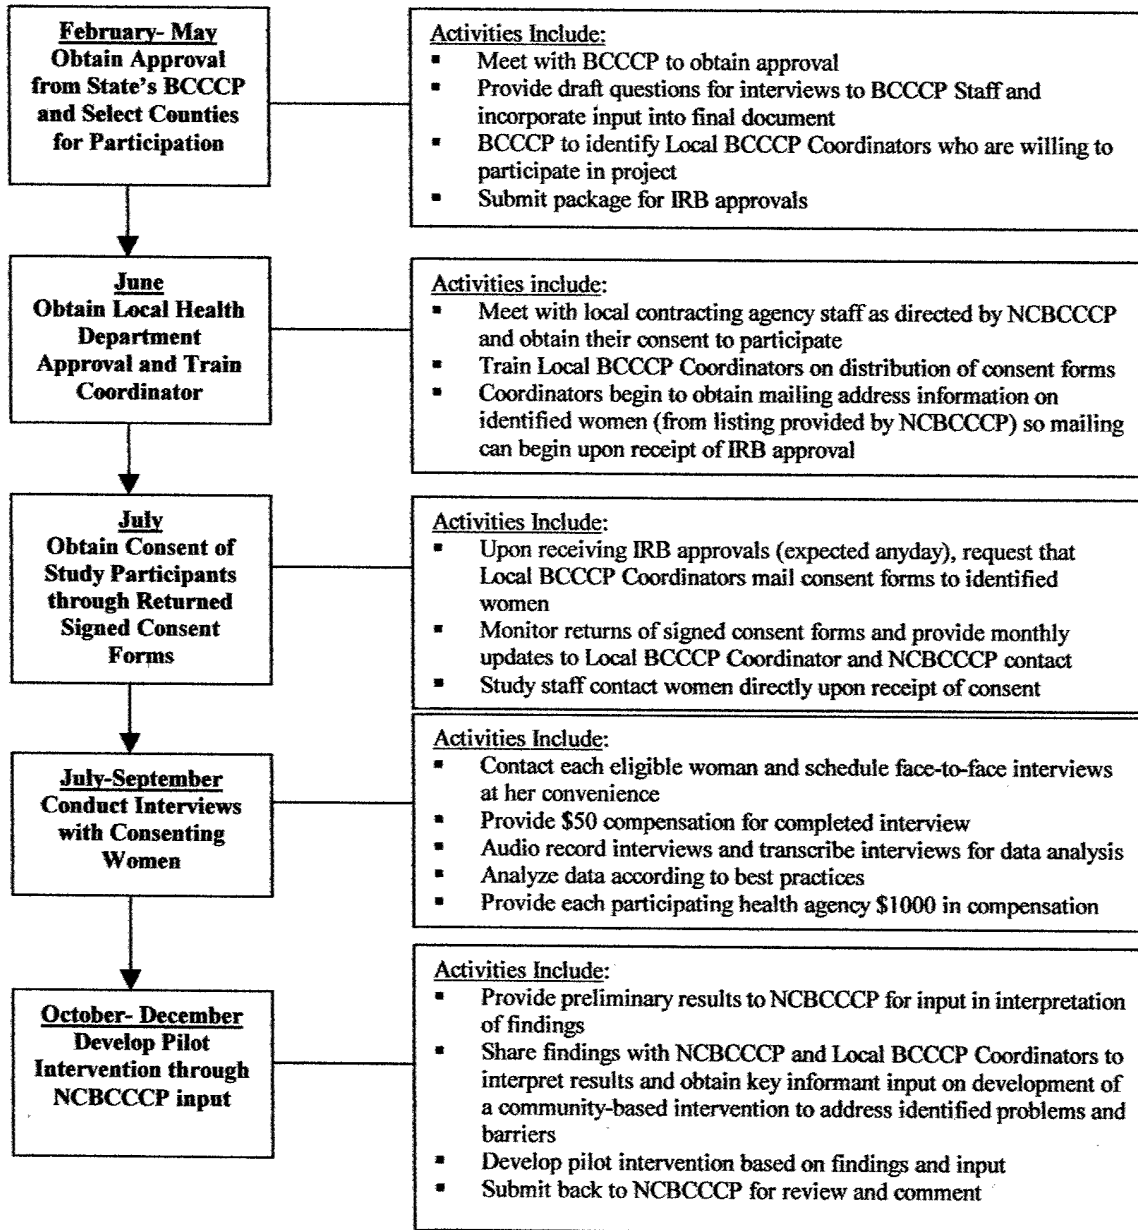 February- May
Obtain Approval
from State's BCCCP
and Select Counties
for Participation
Activities Include:
▪ Meet with BCCCP to obtain approval
▪ Provide draft questions for interviews to BCCCP Staff and
incorporate input into final document
▪ BCCCP to identify Local BCCCP Coordinators who are willing to
participate in project
▪ Submit package for IRB approvals
June
Obtain Local Health
Department
Approval and Train
Coordinator
Activities include:
▪ Meet with local contracting agency staff as directed by NCBCCCP
and obtain their consent to participate
▪ Train Local BCCCP Coordinators on distribution of consent forms
▪ Coordinators begin to obtain mailing address information on
identified women (from listing provided by NCBCCCP) so mailing
can begin upon receipt of IRB approval
July
Obtain Consent of
Study Participants
through Returned
Signed Consent
Forms
Activities Include:
▪ Upon receiving IRB approvals (expected anyday), request that
Local BCCCP Coordinators mail consent forms to identified
women
▪ Monitor returns of signed consent forms and provide monthly
updates to Local BCCCP Coordinator and NCBCCCP contact
▪ Study staff contact women directly upon receipt of consent
July-September
Conduct Interviews
with Consenting
Women
Activities Include:
▪ Contact each eligible woman and schedule face-to-face interviews
at her convenience
▪ Provide $50 compensation for completed interview
▪ Audio record interviews and transcribe interviews for data analysis
▪ Analyze data according to best practices
▪ Provide each participating health agency $1000 in compensation
October- December
Develop Pilot
Intervention through
NCBCCCP input
Activities Include:
▪ Provide preliminary results to NCBCCCP for input in interpretation
of findings
▪ Share findings with NCBCCCP and Local BCCCP Coordinators to
interpret results and obtain key informant input on development of
a community-based intervention to address identified problems and
barriers
▪ Develop pilot intervention based on findings and input
▪ Submit back to NCBCCCP for review and comment